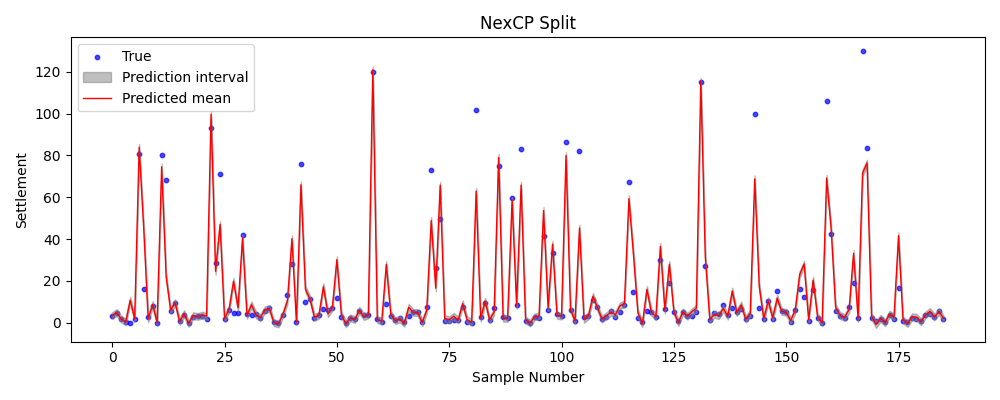 NexCP Split
True
Prediction interval
Predicted mean
Settlement
120
100
80
60
40
20
0
0 25 50 75 100 125 150 175
Sample Number